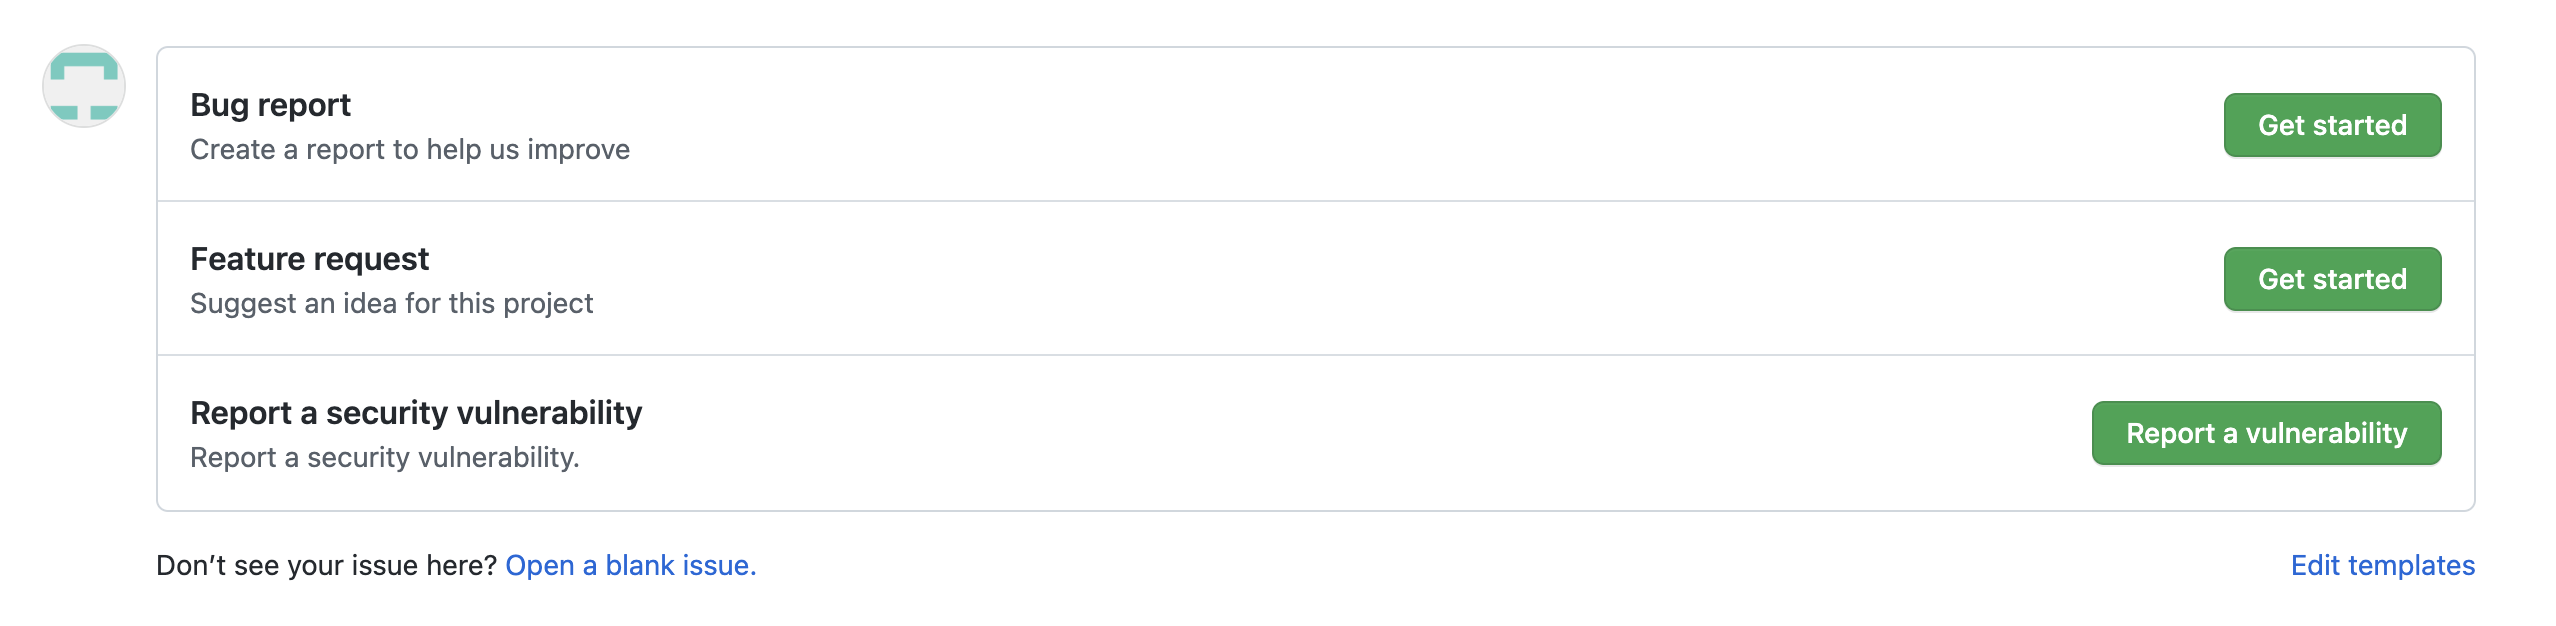 Bug report
Create a report to help us improve
Get started
Feature request
Suggest an idea for this project
Get started
Report a security vulnerability
Report a security vulnerability.
Report a vulnerability
Don’t see your issue here? Open a blank issue.
Edit templates